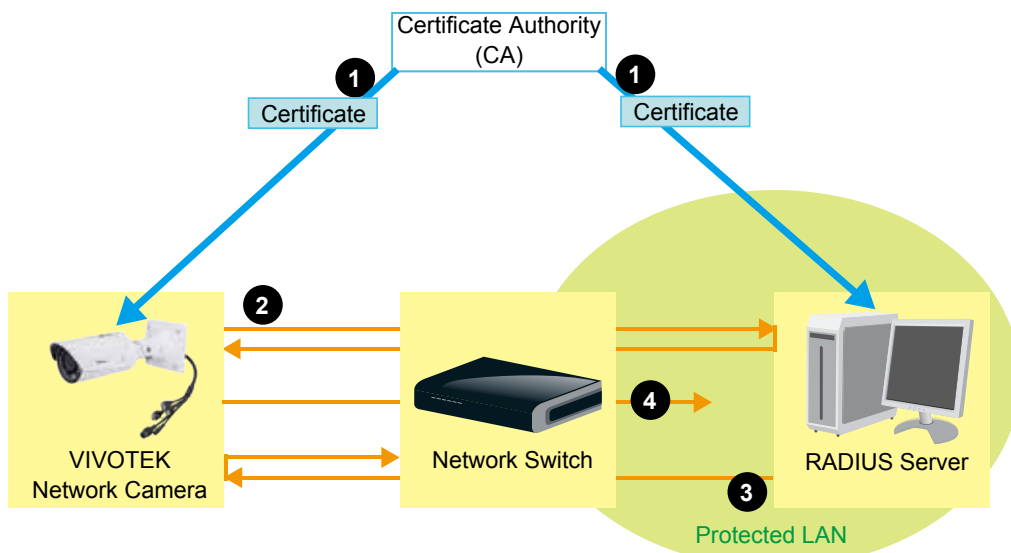 Certificate Authority
(CA)
1
1
Certificate
Certificate
2
4
VIVOTEK
Network Camera
Network Switch
RADIUS Server
3
Protected LAN